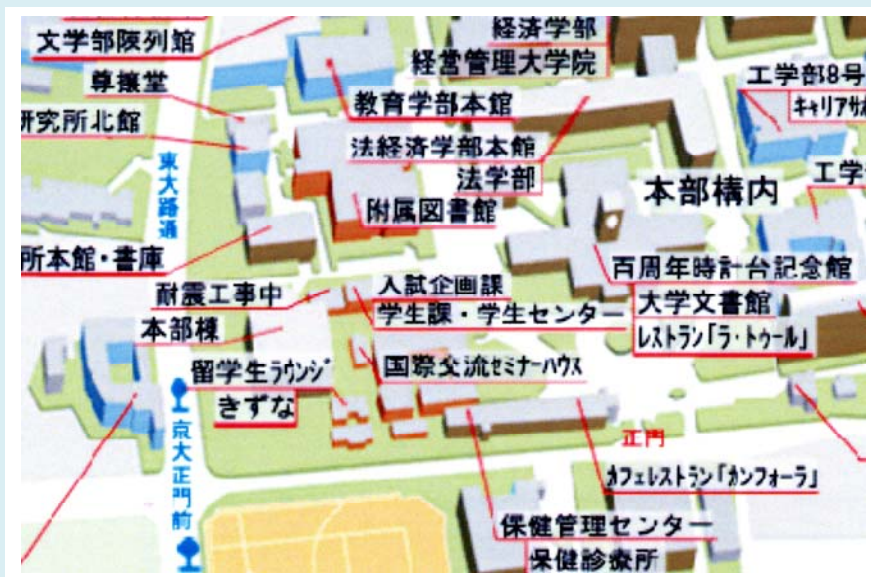 文学部陳列館
経済学部
経営管理大学院
尊攘堂
工学部8号
キャリアサポ
教育学部本館
研究所北館
法経済学部本館
法学部
東大路通
本部構内
工学
附属図書館
所本館・書庫
百周年時計台記念館
耐震工事中
入試企画課
大学文書館
学生課・学生センター
本部棟
レストラン「ラ・トゥール」
留学生ラウンジ
きずな
国際交流セミナーハウス
京大正門前
正門
カフェレストラン「カンフォーラ」
保健管理センター
保健診療所